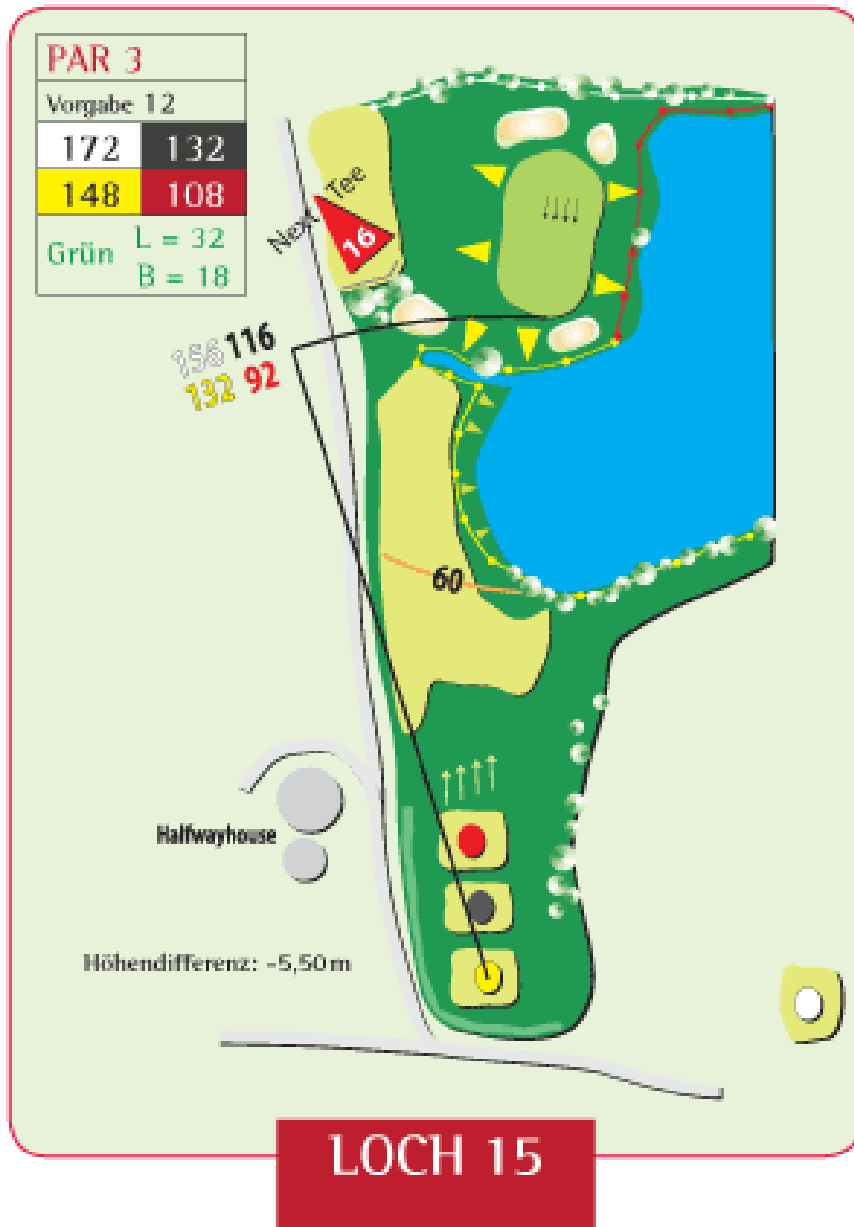 PAR 3
Vorgabe 12
172 132
148 108
Grün L = 32
B = 18
Next Tee
16
156 116
132 92
60
Halfwayhouse
Höhendifferenz: -5,50 m
LOCH 15